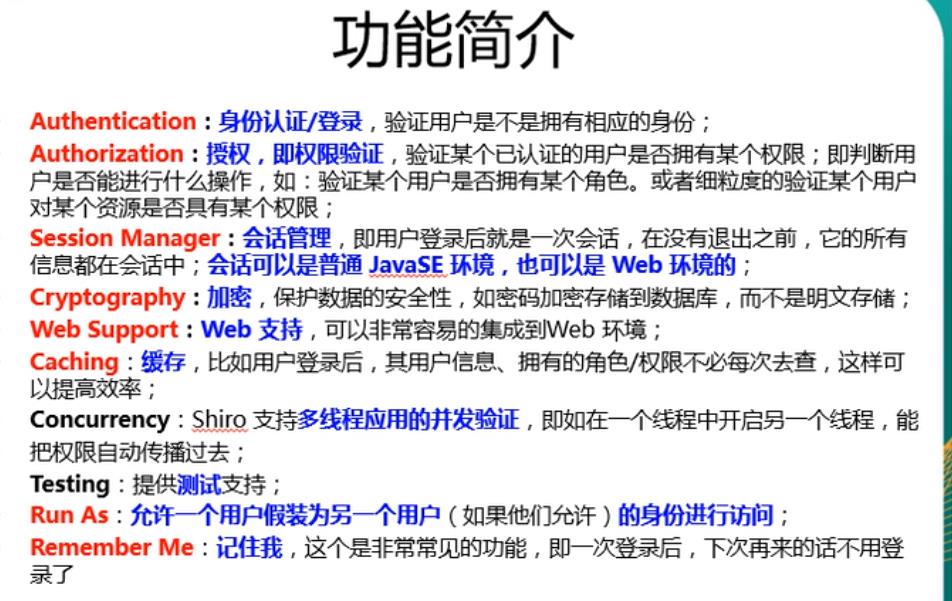 功能简介
Authentication：身份认证/登录，验证用户是不是拥有相应的身份；
Authorization：授权，即权限验证，验证某个已认证的用户是否拥有某个权限；即判断用
户是否能进行什么操作，如：验证某个用户是否拥有某个角色。或者细粒度的验证某个用户
对某个资源是否具有某个权限；
Session Manager：会话管理，即用户登录后就是一次会话，在没有退出之前，它的所有
信息都在会话中；会话可以是普通 JavaSE 环境，也可以是 Web 环境的；
Cryptography：加密，保护数据的安全性，如密码加密存储到数据库，而不是明文存储；
Web Support：Web 支持，可以非常容易的集成到Web 环境；
Caching：缓存，比如用户登录后，其用户信息、拥有的角色/权限不必每次去查，这样可
以提高效率；
Concurrency：Shiro 支持多线程应用的并发验证，即如在一个线程中开启另一个线程，能
把权限自动传播过去；
Testing：提供测试支持；
Run As：允许一个用户假装为另一个用户（如果他们允许）的身份进行访问；
Remember Me：记住我，这个是非常常见的功能，即一次登录后，下次再来的话不用登
录了